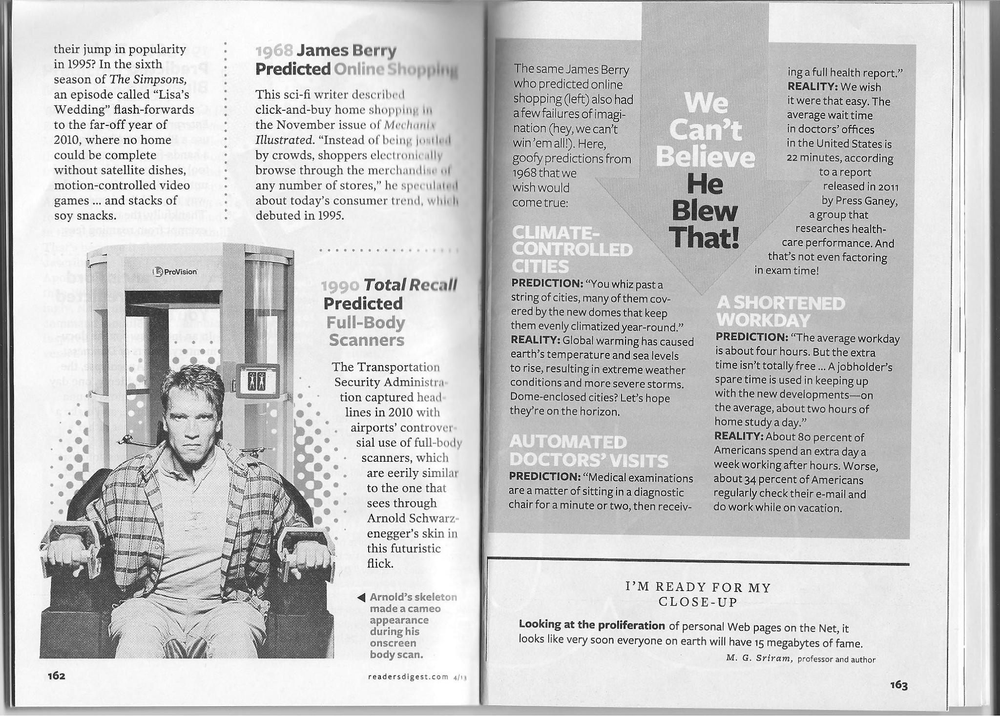 their jump in popularity
in 1995? In the sixth
season of The Simpsons,
an episode called “Lisa’s
Wedding” flash-forwards
to the far-off year of
2010, where no home
could be complete
without satellite dishes,
motion-controlled video
games ... and stacks of
soy snacks.
1968 James Berry
Predicted Online Shopping
This sci-fi writer described
click-and-buy home shopping in
the November issue of Mechanix
Illustrated. “Instead of being jostled
by crowds, shoppers electronically
browse through the merchandise of
any number of stores,” he speculated
about today’s consumer trend, which
debuted in 1995.
L3 ProVision
1990 Total Recall
Predicted
Full-Body
Scanners
The Transportation
Security Administra-
tion captured head-
lines in 2010 with
airports’ controver-
sial use of full-body
scanners, which
are eerily similar
to the one that
sees through
Arnold Schwarz-
enegger’s skin in
this futuristic
flick.
Arnold’s skeleton
made a cameo
appearance
during his
onscreen
body scan.
162
readersdigest.com 4/13
We
Can’t
Believe
He
Blew
That!
The same James Berry
who predicted online
shopping (left) also had
a few failures of imagi-
nation (hey, we can’t
win ’em all!). Here,
goofy predictions from
1968 that we
wish would
come true:
CLIMATE-
CONTROLLED
CITIES
PREDICTION: “You whiz past a
string of cities, many of them cov-
ered by the new domes that keep
them evenly climatized year-round.”
REALITY: Global warming has caused
earth’s temperature and sea levels
to rise, resulting in extreme weather
conditions and more severe storms.
Dome-enclosed cities? Let’s hope
they’re on the horizon.
AUTOMATED
DOCTORS’ VISITS
PREDICTION: “Medical examinations
are a matter of sitting in a diagnostic
chair for a minute or two, then receiv-
ing a full health report.”
REALITY: We wish
it were that easy. The
average wait time
in doctors’ offices
in the United States is
22 minutes, according
to a report
released in 2011
by Press Ganey,
a group that
researches health-
care performance. And
that’s not even factoring
in exam time!
A SHORTENED
WORKDAY
PREDICTION: “The average workday
is about four hours. But the extra
time isn’t totally free ... A jobholder’s
spare time is used in keeping up
with the new developments—on
the average, about two hours of
home study a day.”
REALITY: About 80 percent of
Americans spend an extra day a
week working after hours. Worse,
about 34 percent of Americans
regularly check their e-mail and
do work while on vacation.
I’M READY FOR MY
CLOSE-UP
Looking at the proliferation of personal Web pages on the Net, it
looks like very soon everyone on earth will have 15 megabytes of fame.
M. G. Sriram, professor and author
163